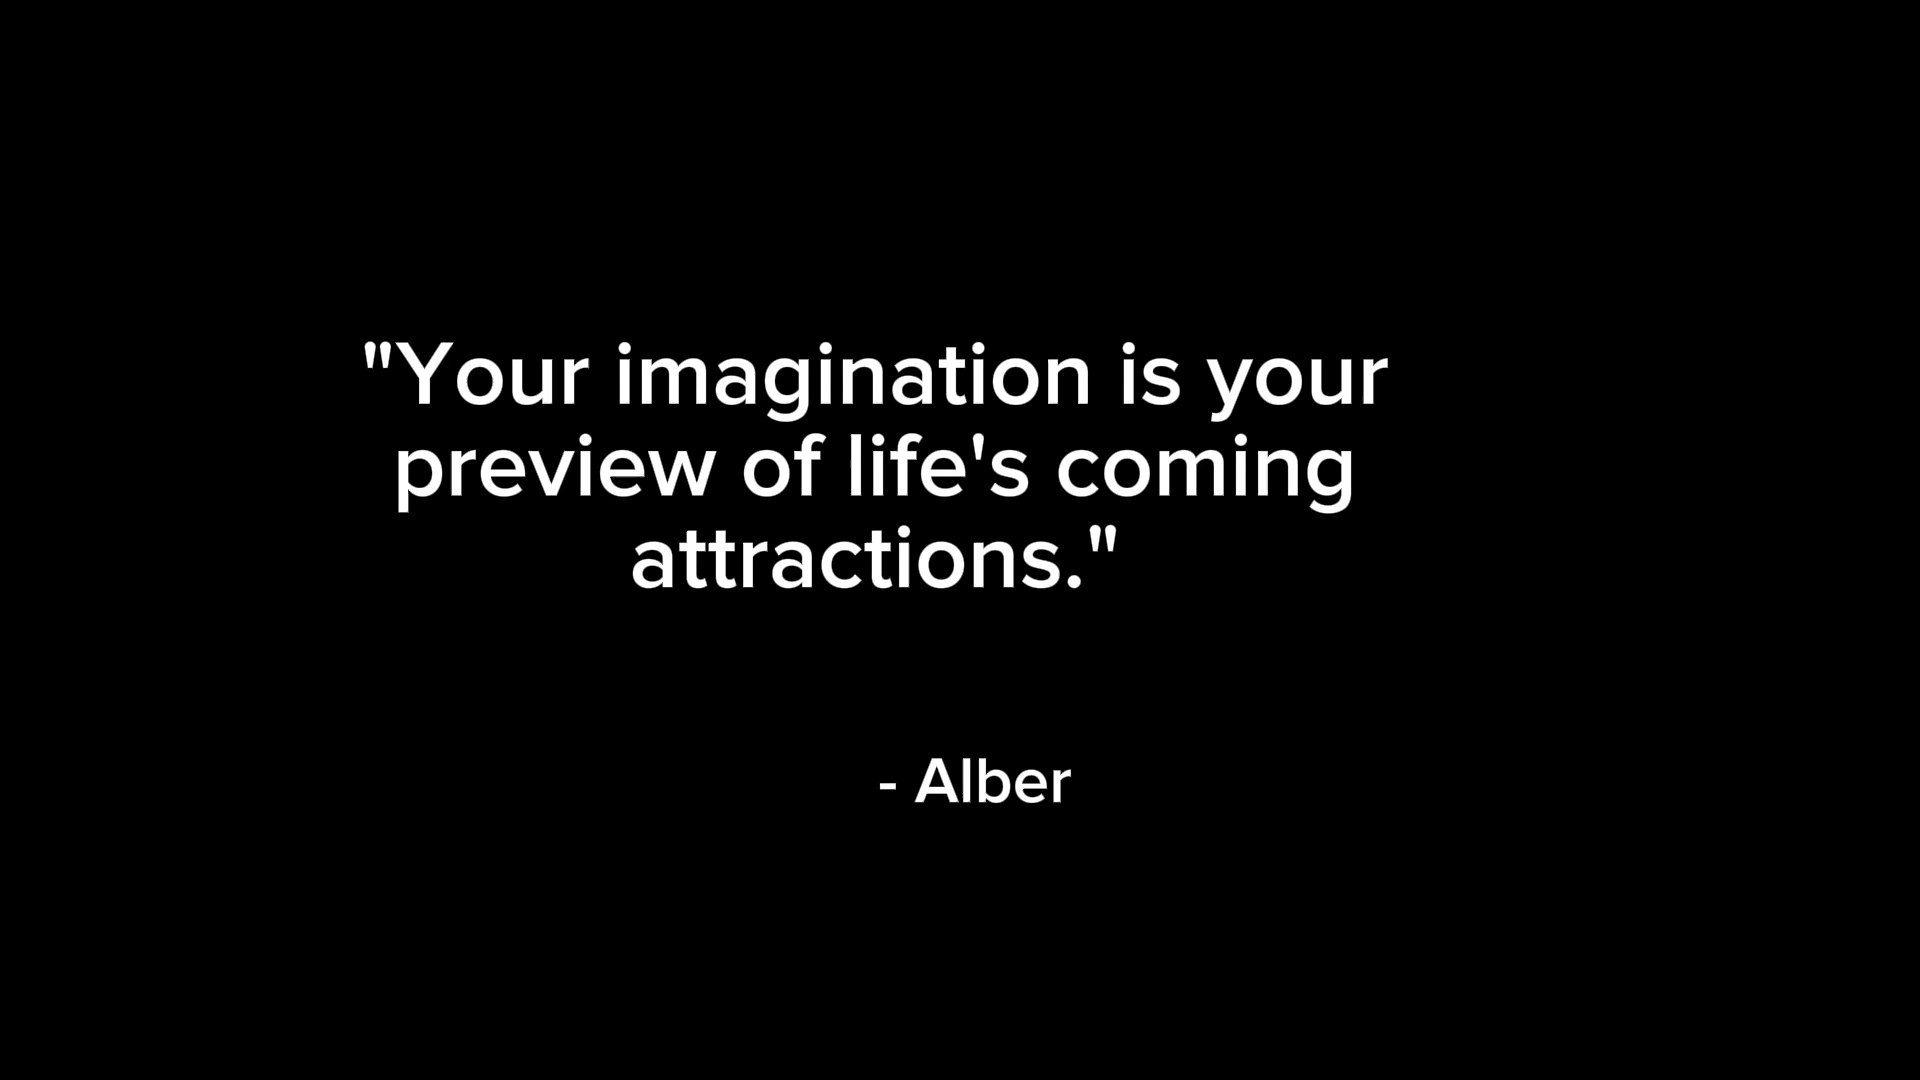 "Your imagination is your
preview of life's coming
attractions."
- Alber